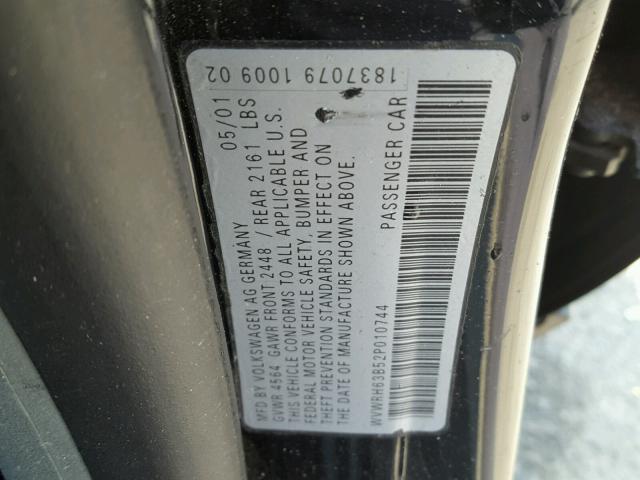 1837079 1009 02
MFD BY VOLKSWAGEN AG GERMANY 05/01
GVWR 4564 GAWR FRONT 2448 / REAR 2161 LBS
THIS VEHICLE CONFORMS TO ALL APPLICABLE U.S.
FEDERAL MOTOR VEHICLE SAFETY, BUMPER AND
THEFT PREVENTION STANDARDS IN EFFECT ON
THE DATE OF MANUFACTURE SHOWN ABOVE.
WVWRH63B52P010744 PASSENGER CAR